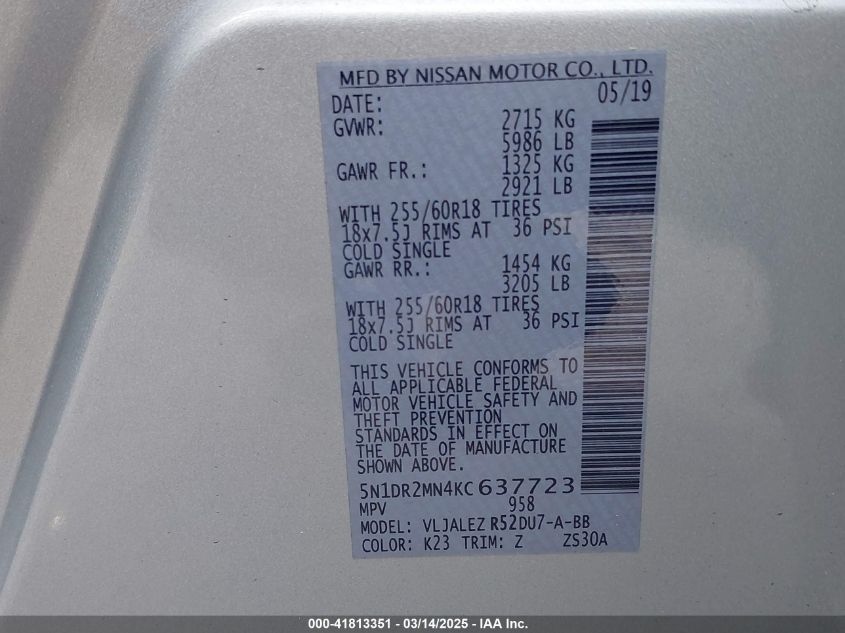 MFD BY NISSAN MOTOR CO., LTD.
DATE: 05/19
GVWR: 2715 KG
5986 LB
GAWR FR.: 1325 KG
2921 LB
WITH 255/60R18 TIRES
18x7.5J RIMS AT 36 PSI
COLD SINGLE
GAWR RR.: 1454 KG
3205 LB
WITH 255/60R18 TIRES
18x7.5J RIMS AT 36 PSI
COLD SINGLE
THIS VEHICLE CONFORMS TO
ALL APPLICABLE FEDERAL
MOTOR VEHICLE SAFETY AND
THEFT PREVENTION
STANDARDS IN EFFECT ON
THE DATE OF MANUFACTURE
SHOWN ABOVE.
5N1DR2MN4KC637723
MPV 958
MODEL: VLJALEZ R52DU7-A-BB
COLOR: K23 TRIM: Z ZS30A
000-41813351 — 03/14/2025 — IAA Inc.